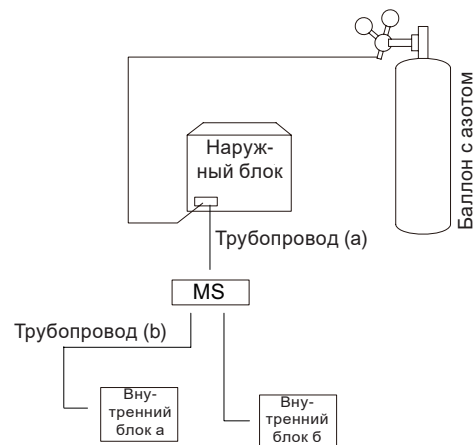 Наруж-
ный блок
Баллон с азотом
Трубопровод (a)
MS
Трубопровод (b)
Вну-
тренний
блок а
Вну-
тренний
блок б